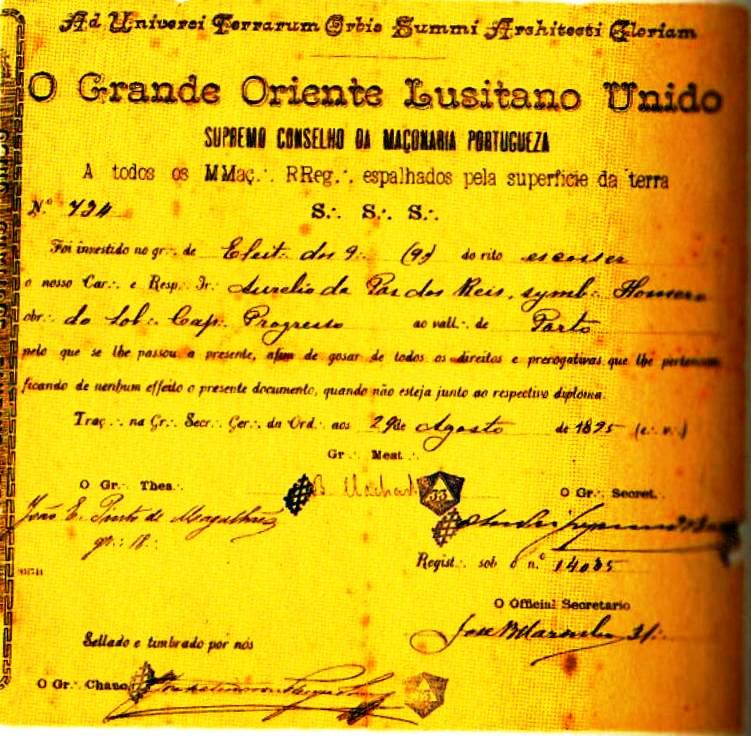 Ad Universi Terrarum Orbis Summi Architecti Gloriam
O Grande Oriente Lusitano Unido
SUPREMO CONSELHO DA MAÇONARIA PORTUGUEZA
A todos os MMaç∴ RReg∴ espalhados pela superficie da terra
N.º 734 S∴ S∴ S∴
Foi investido no gr∴ de Eleit∴ dos 9∴ (9) do rito escossez
o nosso Car∴ e Resp∴ Ir∴ Aurelio da Paz dos Reis, symb∴ Homero
obr∴ da Sob∴ Cap∴ Progresso ao vall∴ de Porto
pelo que se lhe passou a presente, afim de gosar de todos os direitos e prerogativas que lhe pertencem
ficando de nenhum effeito o presente documento, quando não esteja junto ao respectivo diploma.
Traç∴ na Gr∴ Secr∴ Ger∴ da Ord∴ aos 29 de Agosto de 1895 (e∴ v∴)
Gr∴ Mest∴
O Gr∴ Thes∴ B. Machado 33 O Gr∴ Secret∴
João E. Pinto de Magalhães
gr∴ 18∴
Regist∴ sob o n.º 14035
O Official Secretario
Sellado e timbrado por nós
José 31∴
O Gr∴ Chanc 33